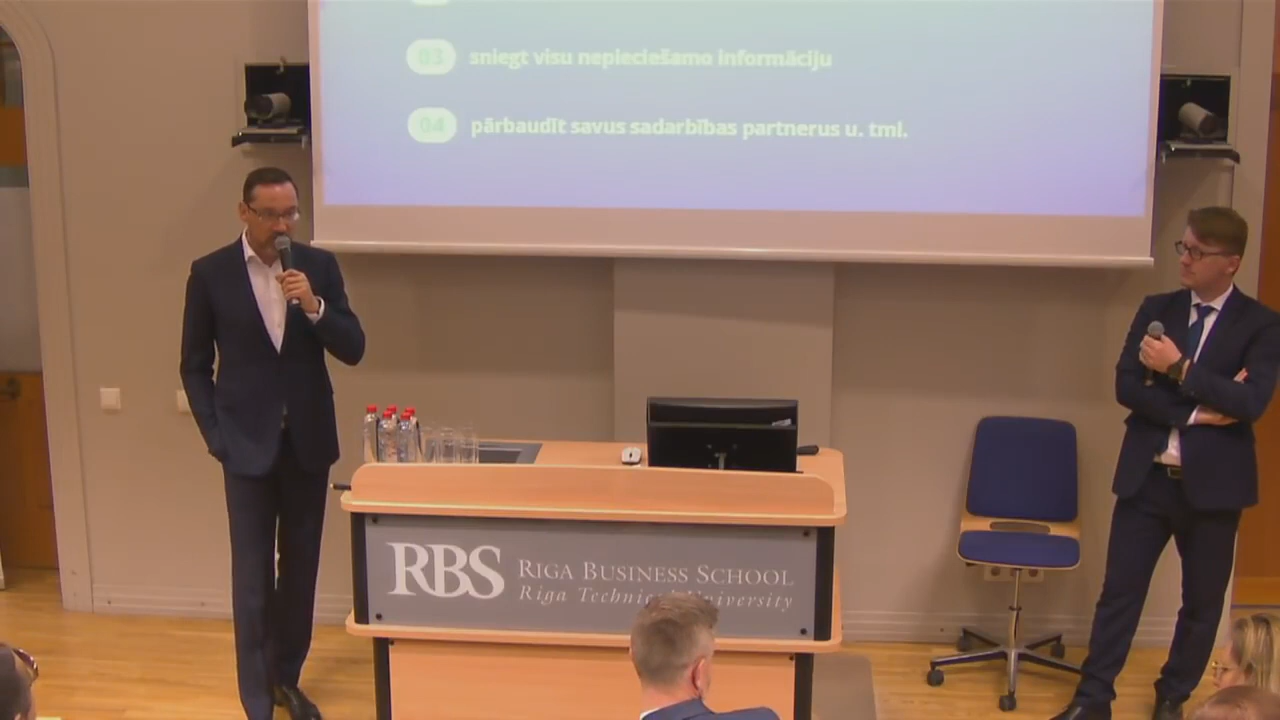 03 sniegt visu nepieciešamo informāciju
04 pārbaudīt savus sadarbības partnerus u. tml.
RBS RIGA BUSINESS SCHOOL
Riga Technical University